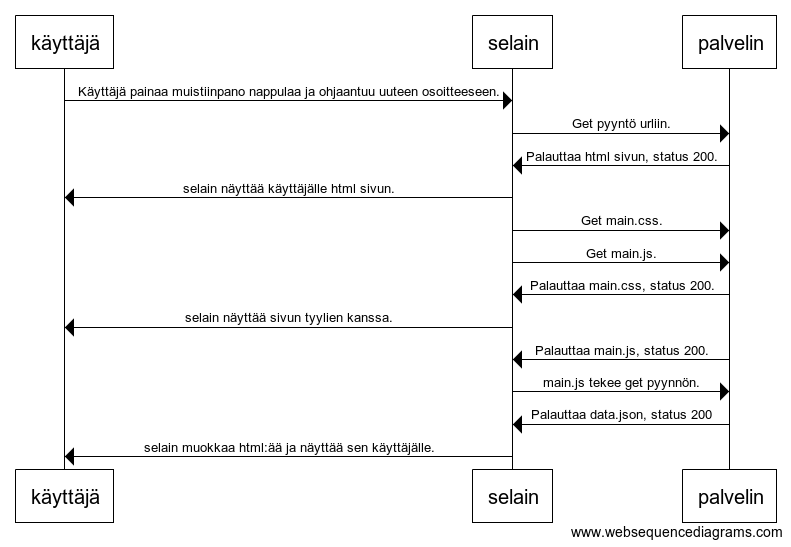 käyttäjä
selain
palvelin
Käyttäjä painaa muistiinpano nappulaa ja ohjaantuu uuteen osoitteeseen.
Get pyyntö urliin.
Palauttaa html sivun, status 200.
selain näyttää käyttäjälle html sivun.
Get main.css.
Get main.js.
Palauttaa main.css, status 200.
selain näyttää sivun tyylien kanssa.
Palauttaa main.js, status 200.
main.js tekee get pyynnön.
Palauttaa data.json, status 200
selain muokkaa html:ää ja näyttää sen käyttäjälle.
käyttäjä
selain
palvelin
www.websequencediagrams.com